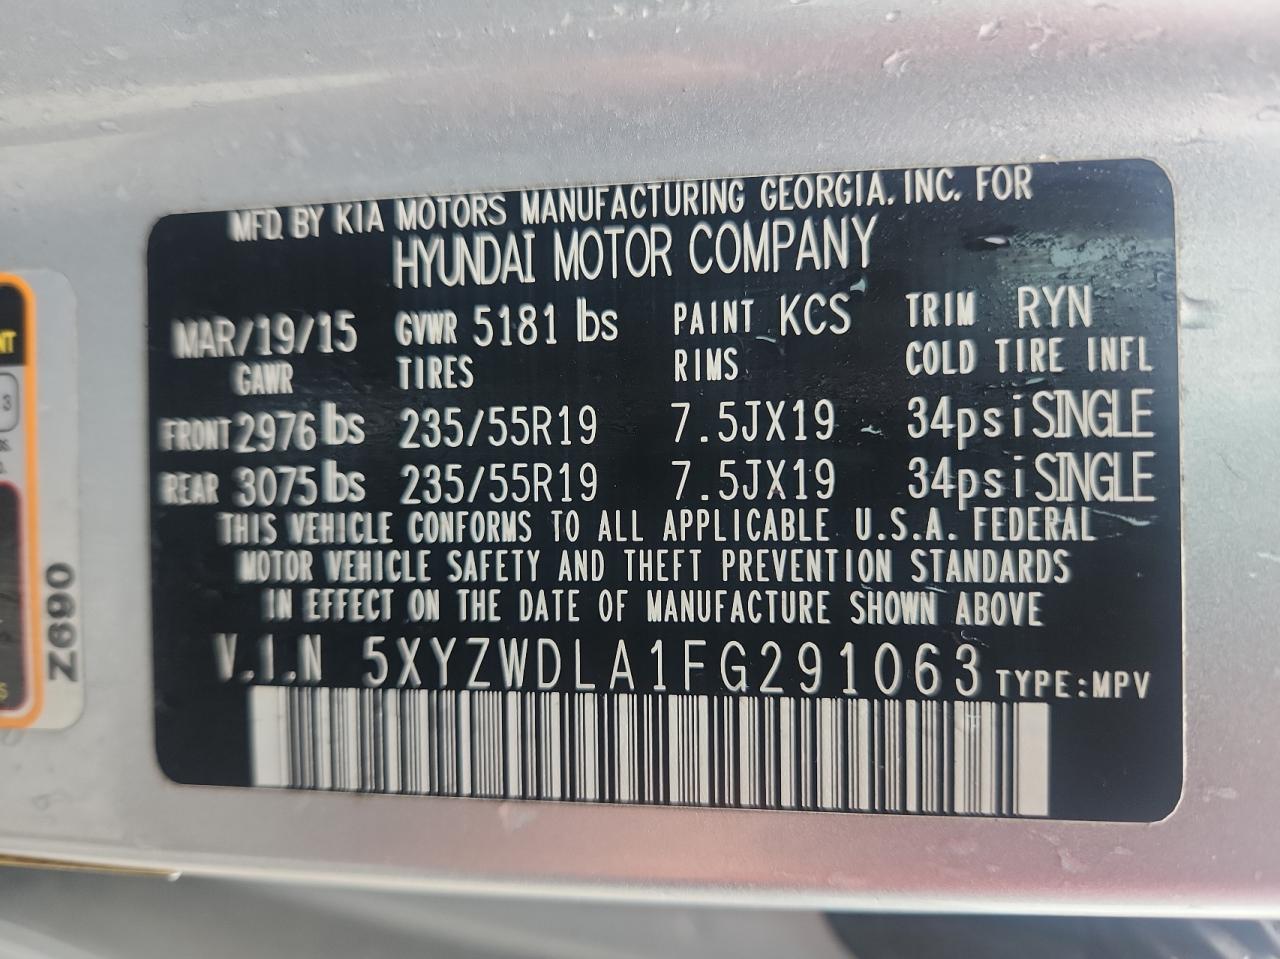 MFD. BY KIA MOTORS MANUFACTURING GEORGIA, INC. FOR
HYUNDAI MOTOR COMPANY
MAR/19/15 GVWR 5181 lbs PAINT KCS TRIM RYN
GAWR TIRES RIMS COLD TIRE INFL
FRONT 2976 lbs 235/55R19 7.5JX19 34psi SINGLE
REAR 3075 lbs 235/55R19 7.5JX19 34psi SINGLE
THIS VEHICLE CONFORMS TO ALL APPLICABLE U.S.A. FEDERAL
MOTOR VEHICLE SAFETY AND THEFT PREVENTION STANDARDS
IN EFFECT ON THE DATE OF MANUFACTURE SHOWN ABOVE
V.I.N 5XYZWDLA1FG291063 TYPE:MPV
NT
3
Z690